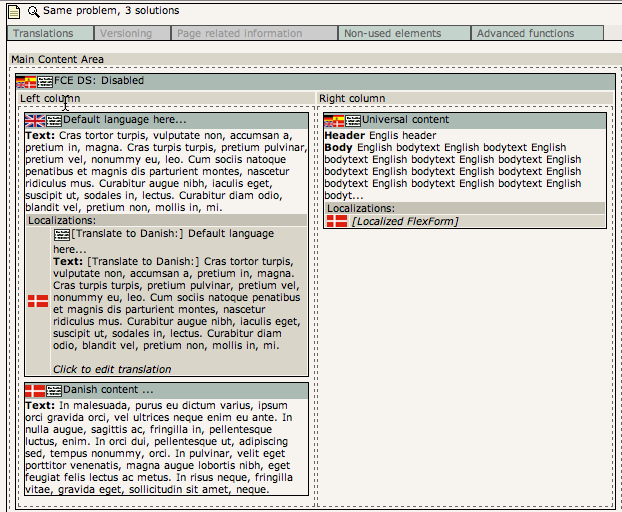 Same problem, 3 solutions
Translations Versioning Page related information Non-used elements Advanced functions
Main Content Area
FCE DS: Disabled
Left column
Default language here...
Text: Cras tortor turpis, vulputate non, accumsan a,
pretium in, magna. Cras turpis turpis, pretium pulvinar,
pretium vel, nonummy eu, leo. Cum sociis natoque
penatibus et magnis dis parturient montes, nascetur
ridiculus mus. Curabitur augue nibh, iaculis eget,
suscipit ut, sodales in, lectus. Curabitur diam odio,
blandit vel, pretium non, mollis in, mi.
Localizations:
[Translate to Danish:] Default language
here...
Text: [Translate to Danish:] Cras tortor turpis,
vulputate non, accumsan a, pretium in, magna.
Cras turpis turpis, pretium pulvinar, pretium vel,
nonummy eu, leo. Cum sociis natoque penatibus
et magnis dis parturient montes, nascetur
ridiculus mus. Curabitur augue nibh, iaculis eget,
suscipit ut, sodales in, lectus. Curabitur diam
odio, blandit vel, pretium non, mollis in, mi.
Click to edit translation
Danish content ...
Text: In malesuada, purus eu dictum varius, ipsum
orci gravida orci, vel ultrices neque enim eu ante. In
nulla augue, sagittis ac, fringilla in, pellentesque
luctus, enim. In orci dui, pellentesque ut, adipiscing
sed, tempus nonummy, orci. In pulvinar, velit eget
porttitor venenatis, magna augue lobortis nibh, eget
feugiat felis lectus ac metus. In risus neque, fringilla
vitae, gravida eget, sollicitudin sit amet, neque.
Right column
Universal content
Header Englis header
Body English bodytext English bodytext English
bodytext English bodytext English bodytext English
bodytext English bodytext English bodytext English
bodytext English bodytext English bodytext English
bodyt...
Localizations:
[Localized FlexForm]